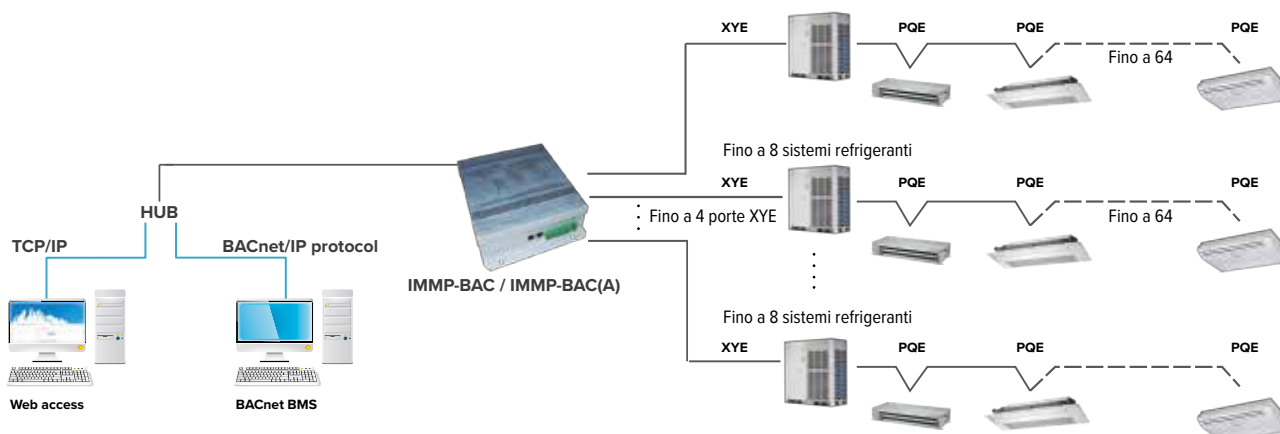 XYE PQE PQE PQE
Fino a 64
Fino a 8 sistemi refrigeranti
XYE PQE PQE PQE
Fino a 4 porte XYE
Fino a 64
HUB
TCP/IP
BACnet/IP protocol
IMMP-BAC / IMMP-BAC(A)
Fino a 8 sistemi refrigeranti
XYE PQE PQE PQE
Web access
BACnet BMS